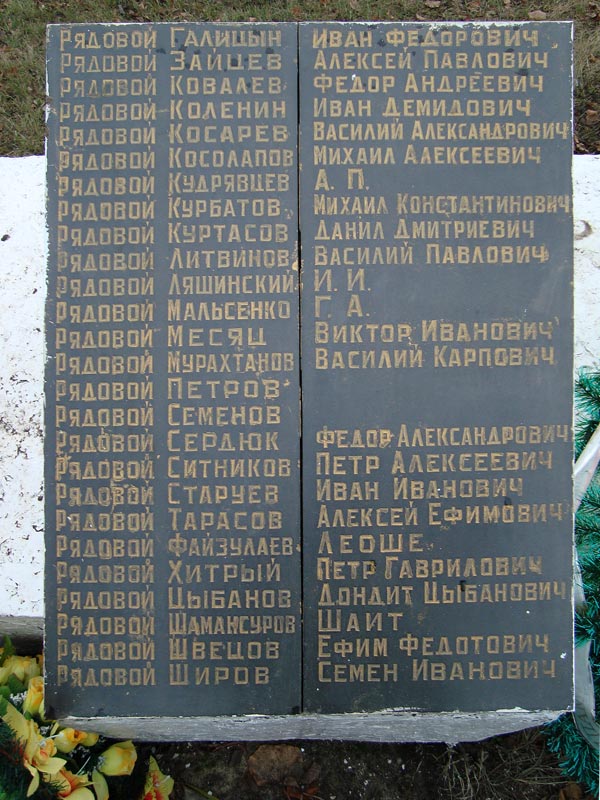 Рядовой Галицын Иван Федорович
Рядовой Зайцев Алексей Павлович
Рядовой Ковалев Федор Андреевич
Рядовой Коленин Иван Демидович
Рядовой Косарев Василий Александрович
Рядовой Косолапов Михаил Алексеевич
Рядовой Кудрявцев А. П.
Рядовой Курбатов Михаил Константинович
Рядовой Куртасов Данил Дмитриевич
Рядовой Литвинов Василий Павлович
Рядовой Ляшинский И. И.
Рядовой Мальсенко Г. А.
Рядовой Месяц Виктор Иванович
Рядовой Мурахтанов Василий Карпович
Рядовой Петров
Рядовой Семенов
Рядовой Сердюк Федор Александрович
Рядовой Ситников Петр Алексеевич
Рядовой Старуев Иван Иванович
Рядовой Тарасов Алексей Ефимович
Рядовой Файзулаев Леоше
Рядовой Хитрый Петр Гаврилович
Рядовой Цыбанов Дондит Цыбанович
Рядовой Шамансуров Шаит
Рядовой Швецов Ефим Федотович
Рядовой Широв Семен Иванович